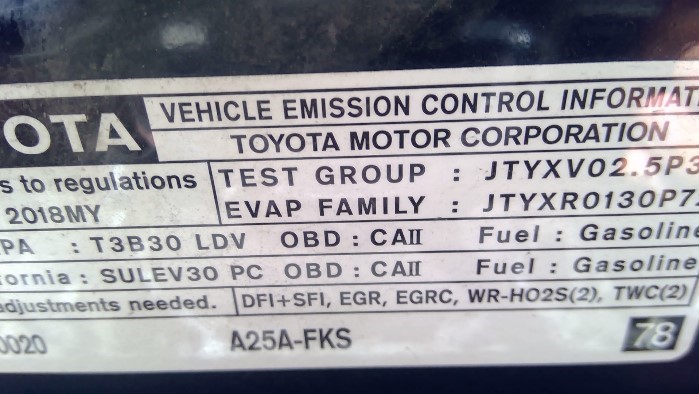 OTA VEHICLE EMISSION CONTROL INFORMAT
TOYOTA MOTOR CORPORATION
s to regulations TEST GROUP : JTYXV02.5P3
2018MY EVAP FAMILY : JTYXR0130P7
PA : T3B30 LDV OBD : CAII Fuel : Gasoline
ornia : SULEV30 PC OBD : CAII Fuel : Gasoline
adjustments needed. DFI+SFI, EGR, EGRC, WR-HO2S(2), TWC(2)
0020 A25A-FKS 78